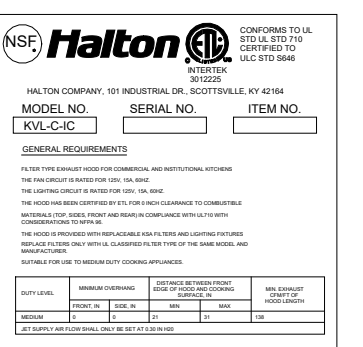 NSF Halton ETL CONFORMS TO UL
STD UL STD 710
CERTIFIED TO
ULC STD S646
INTERTEK
3012225
HALTON COMPANY, 101 INDUSTRIAL DR., SCOTTSVILLE, KY 42164
MODEL NO. SERIAL NO. ITEM NO.
KVL-C-IC
GENERAL REQUIREMENTS
FILTER TYPE EXHAUST HOOD FOR COMMERCIAL AND INSTITUTIONAL KITCHENS
THE FAN CIRCUIT IS RATED FOR 125V, 15A, 60HZ.
THE LIGHTING CIRCUIT IS RATED FOR 125V, 15A, 60HZ.
THE HOOD HAS BEEN CERTIFIED BY ETL FOR 0 INCH CLEARANCE TO COMBUSTIBLE
MATERIALS (TOP, SIDES, FRONT AND REAR) IN COMPLIANCE WITH UL710 WITH
CONSIDERATIONS TO NFPA 96.
THE HOOD IS PROVIDED WITH REPLACEABLE KSA FILTERS AND LIGHTING FIXTURES
REPLACE FILTERS ONLY WITH UL CLASSIFIED FILTER TYPE OF THE SAME MODEL AND
MANUFACTURER.
SUITABLE FOR USE TO MEDIUM DUTY COOKING APPLIANCES.
DUTY LEVEL MINIMUM OVERHANG DISTANCE BETWEEN FRONT
EDGE OF HOOD AND COOKING
SURFACE, IN MIN. EXHAUST
CFM/FT OF
HOOD LENGTH
FRONT, IN SIDE, IN MIN MAX
MEDIUM 0 0 21 31 138
JET SUPPLY AIR FLOW SHALL ONLY BE SET AT 0.30 IN H20